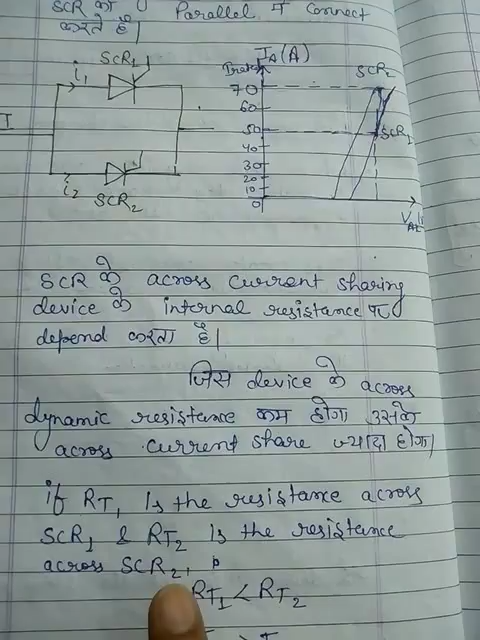 SCR को Parallel में Connect
करते हैं।
SCR1
i1
I
i2
SCR2
IA (A)
SCR2
70
60
50
SCR1
40
30
20
10
0
SCR के across Current sharing
device के internal resistance पर
depend करता है।
जिस device के across
dynamic resistance कम होगा उसके
across current share ज्यादा होगा।
if RT1 is the resistance across
SCR1 & RT2 is the resistance
across SCR2,
RT1 < RT2